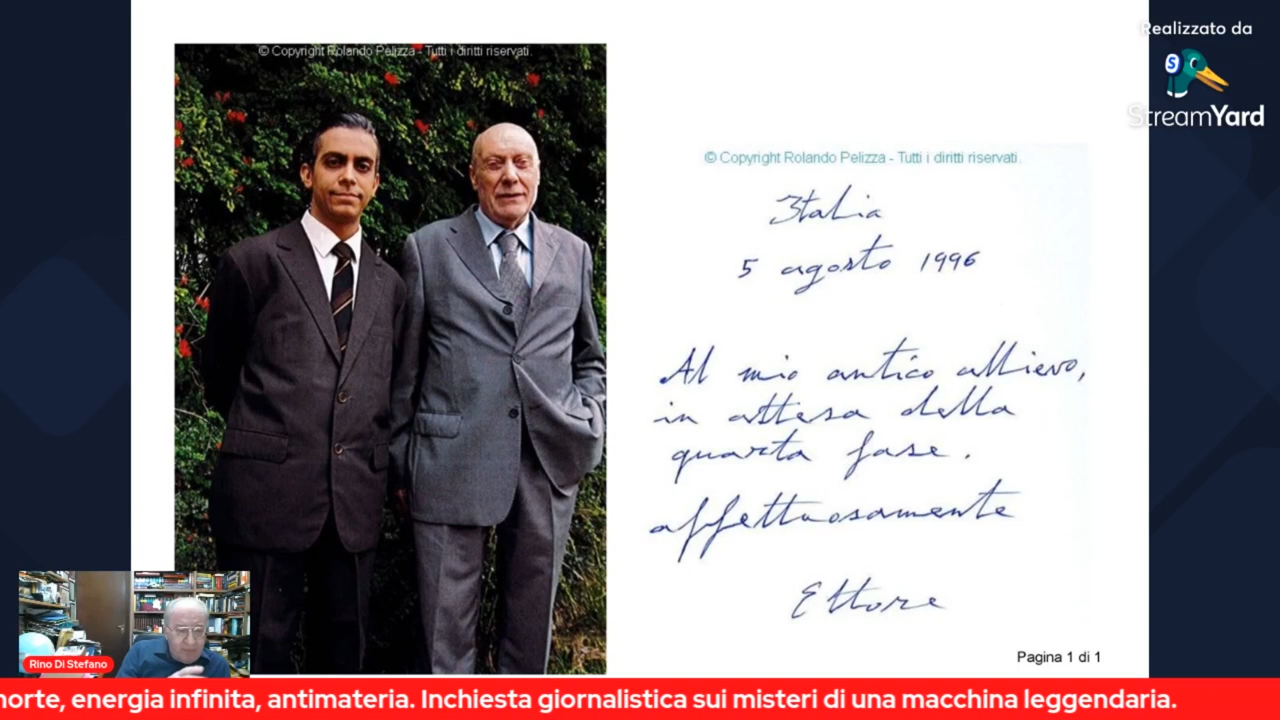 Realizzato da
StreamYard
© Copyright Rolando Pelizza - Tutti i diritti riservati.
© Copyright Rolando Pelizza - Tutti i diritti riservati.
Italia
5 agosto 1996
Al mio antico allievo,
in attesa della
quarta fase.
affettuosamente
Ettore
Pagina 1 di 1
Rino Di Stefano
morte, energia infinita, antimateria. Inchiesta giornalistica sui misteri di una macchina leggendaria.